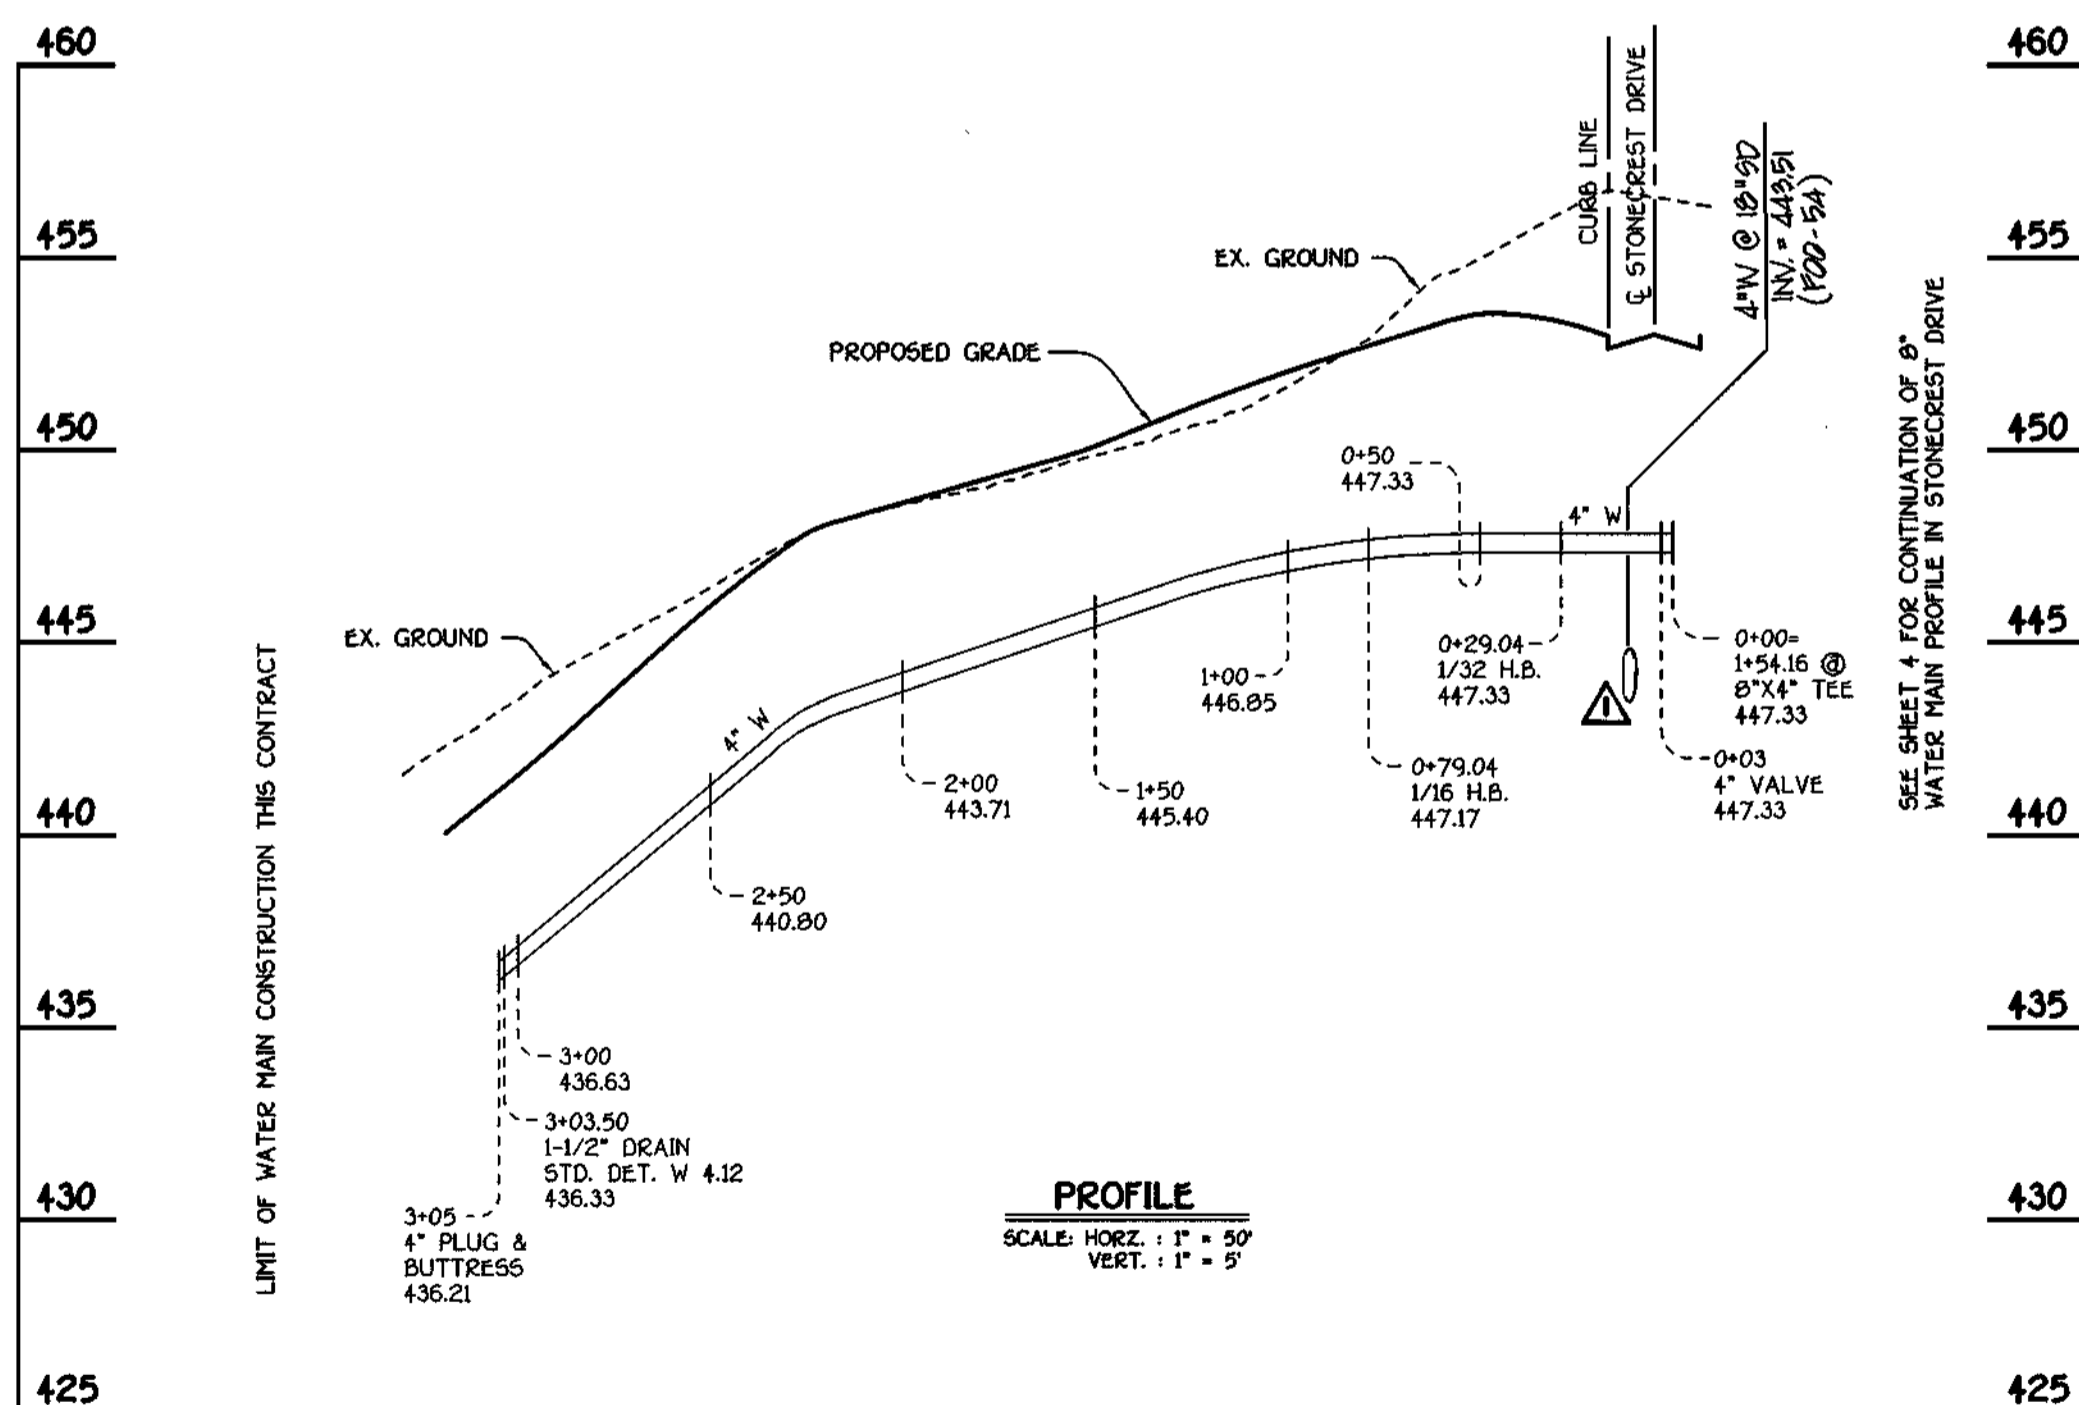 460
455
450
445
440
435
430
425
LIMIT OF WATER MAIN CONSTRUCTION THIS CONTRACT
EX. GROUND
PROPOSED GRADE
EX. GROUND
CURB LINE
℄ STONECREST DRIVE
4"W @ 18"SD
INV. = 443.51
(F00-54)
4" W
4" W
0+50
447.33
0+00=
1+54.16 @
8"X4" TEE
447.33
0+03
4" VALVE
447.33
0+29.04
1/32 H.B.
447.33
0+79.04
1/16 H.B.
447.17
1+00
446.85
1+50
445.40
2+00
443.71
2+50
440.80
3+00
436.63
3+03.50
1-1/2" DRAIN
STD. DET. W 4.12
436.33
3+05
4" PLUG &
BUTTRESS
436.21
1
PROFILE
SCALE: HORZ. : 1" = 50'
VERT. : 1" = 5'
SEE SHEET 4 FOR CONTINUATION OF 8"
WATER MAIN PROFILE IN STONECREST DRIVE
460
455
450
445
440
435
430
425